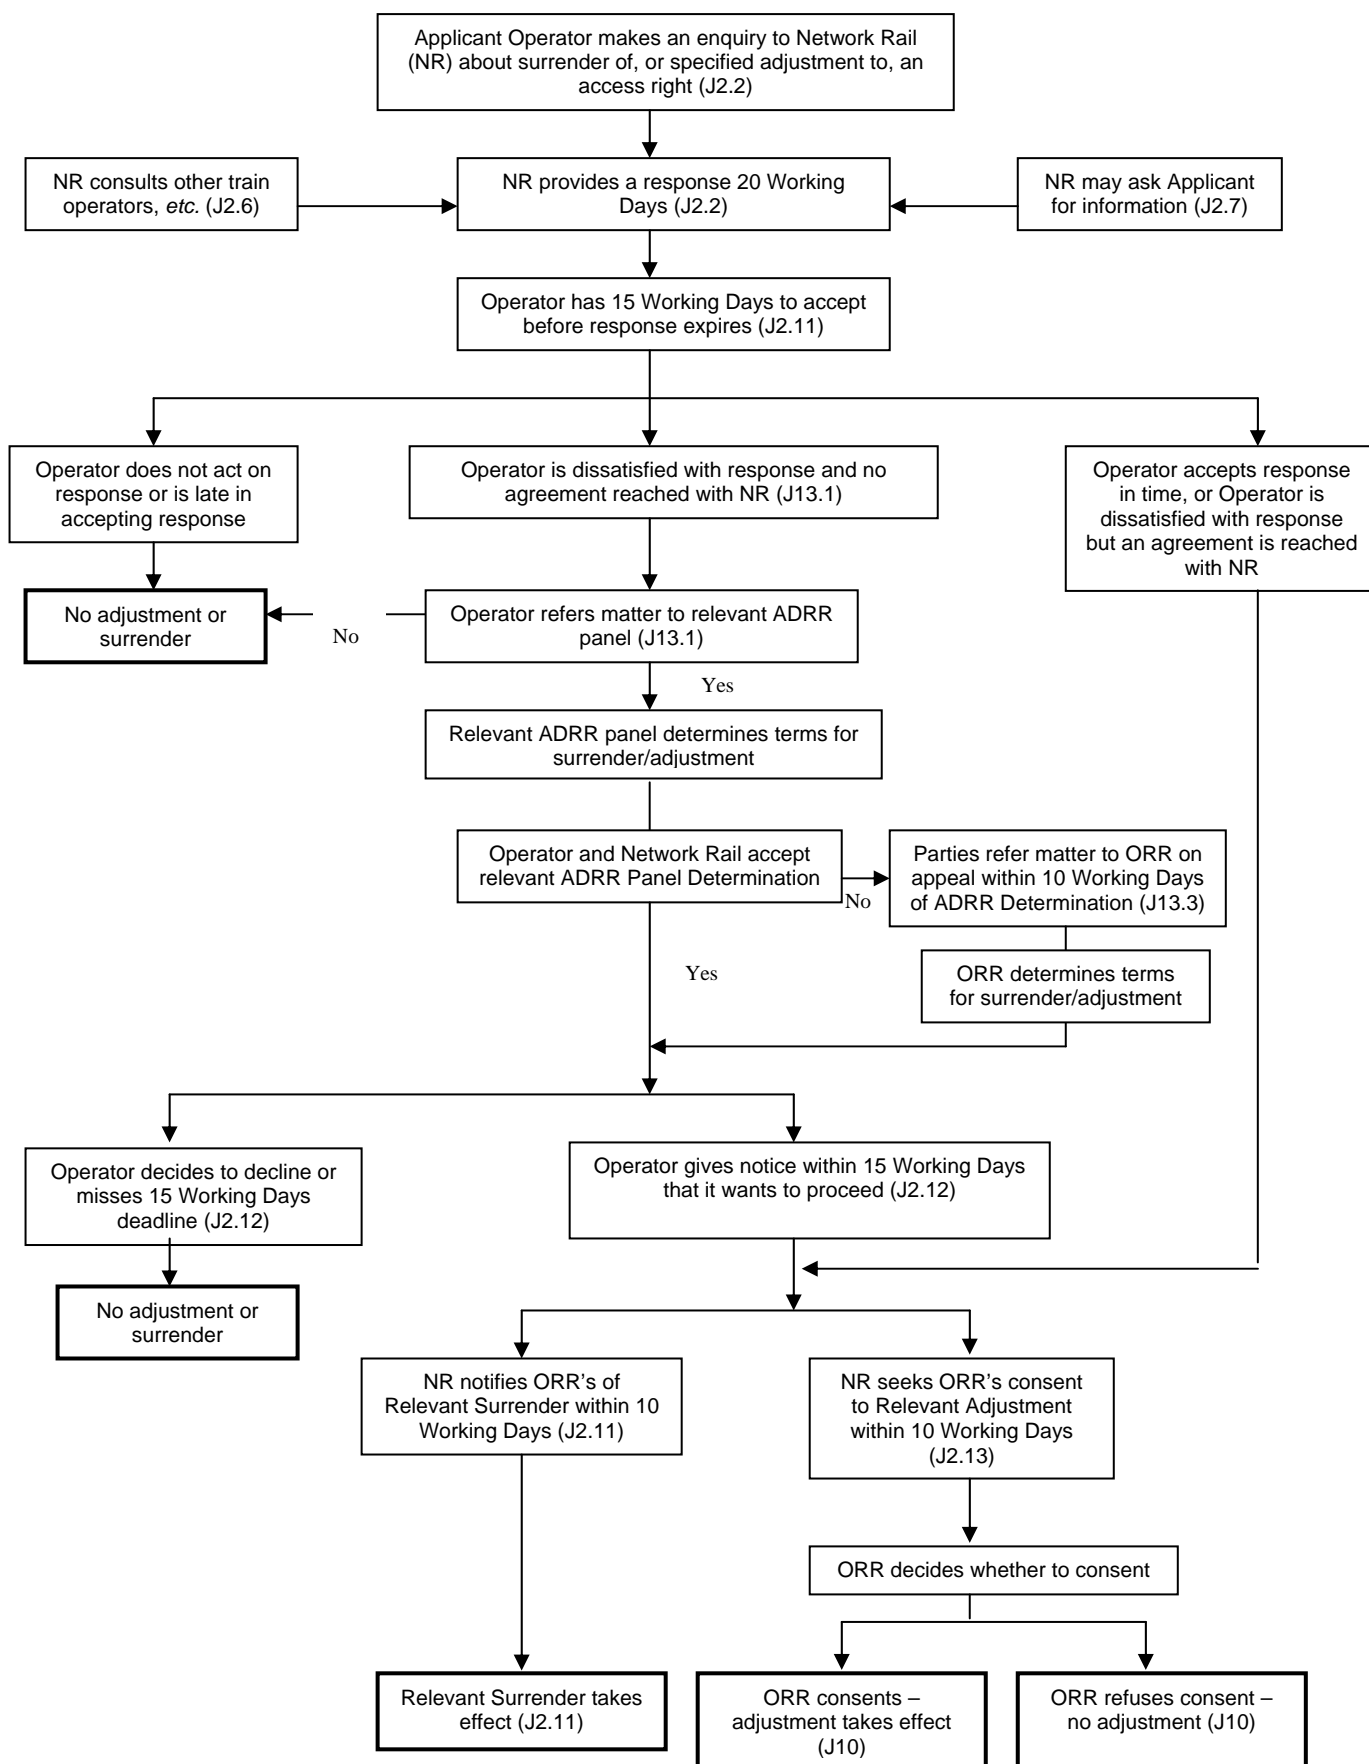 Applicant Operator makes an enquiry to Network Rail
(NR) about surrender of, or specified adjustment to, an
access right (J2.2)
NR consults other train
operators, etc. (J2.6)
NR provides a response 20 Working
Days (J2.2)
NR may ask Applicant
for information (J2.7)
Operator has 15 Working Days to accept
before response expires (J2.11)
Operator does not act on
response or is late in
accepting response
Operator is dissatisfied with response and no
agreement reached with NR (J13.1)
Operator accepts response
in time, or Operator is
dissatisfied with response
but an agreement is reached
with NR
No adjustment or
surrender
No
Operator refers matter to relevant ADRR
panel (J13.1)
Yes
Relevant ADRR panel determines terms for
surrender/adjustment
Operator and Network Rail accept
relevant ADRR Panel Determination
No
Parties refer matter to ORR on
appeal within 10 Working Days
of ADRR Determination (J13.3)
Yes
ORR determines terms
for surrender/adjustment
Operator decides to decline or
misses 15 Working Days
deadline (J2.12)
Operator gives notice within 15 Working Days
that it wants to proceed (J2.12)
No adjustment or
surrender
NR notifies ORR's of
Relevant Surrender within 10
Working Days (J2.11)
NR seeks ORR's consent
to Relevant Adjustment
within 10 Working Days
(J2.13)
ORR decides whether to consent
Relevant Surrender takes
effect (J2.11)
ORR consents –
adjustment takes effect
(J10)
ORR refuses consent –
no adjustment (J10)